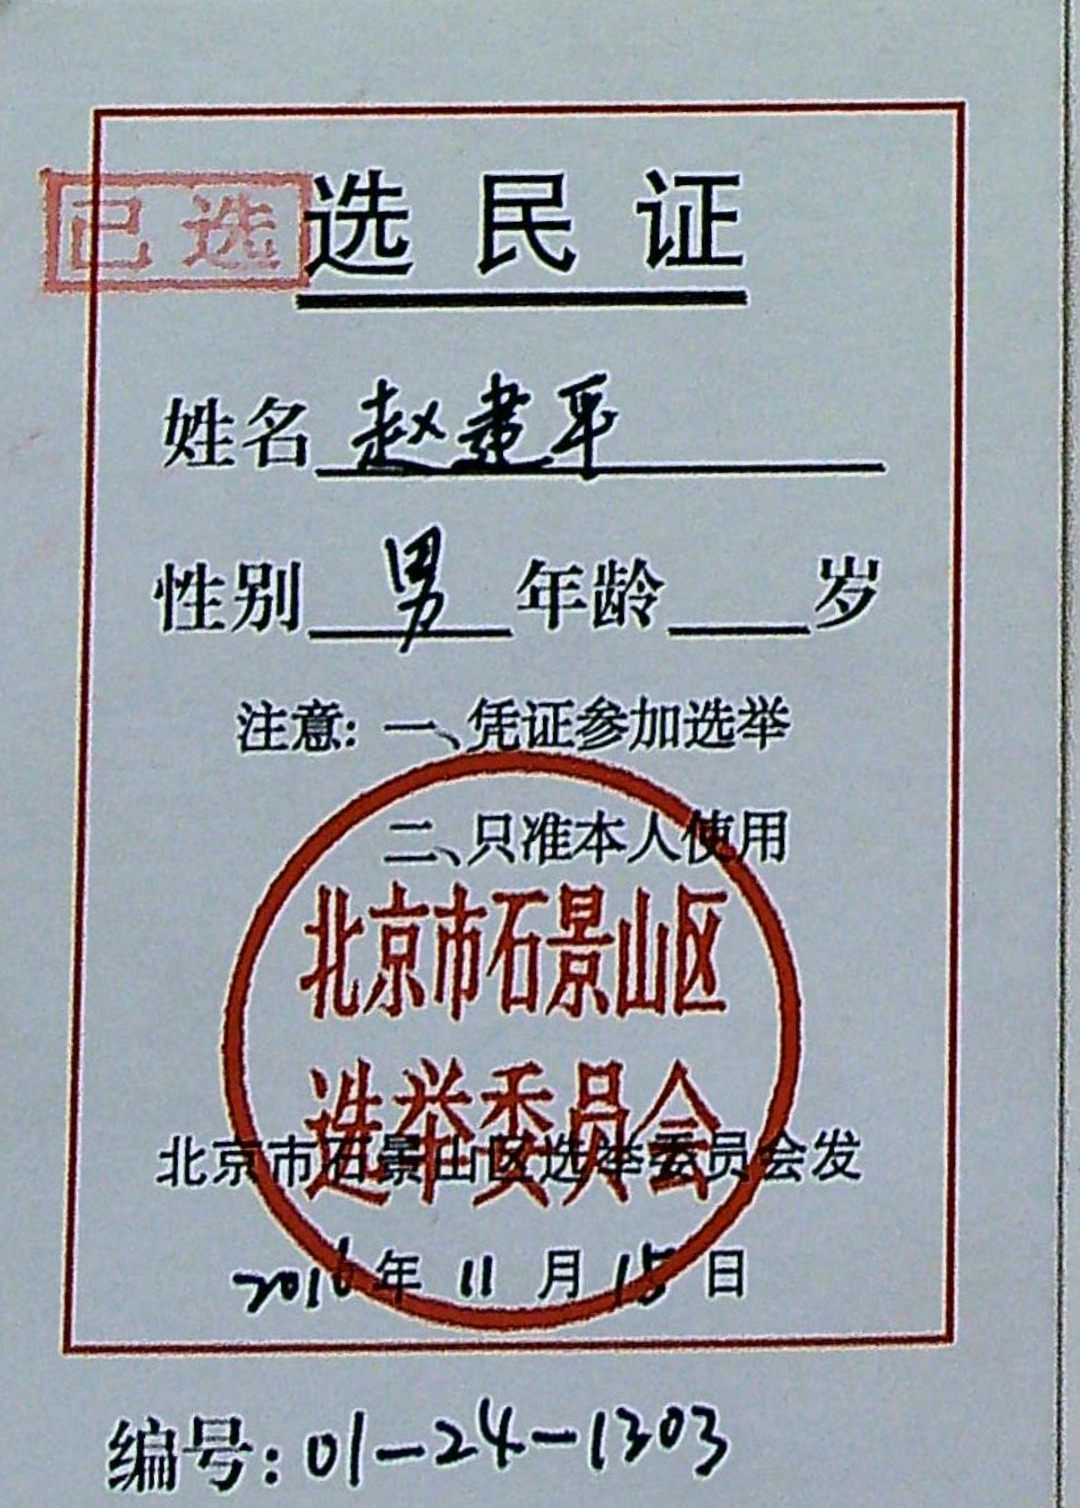 已选
选民证
姓名 赵建平
性别 男 年龄 岁
注意: 一、凭证参加选举
二、只准本人使用
北京市石景山区
选举委员会
北京市石景山区选举委员会发
2016年11月15日
编号: 01-24-1303